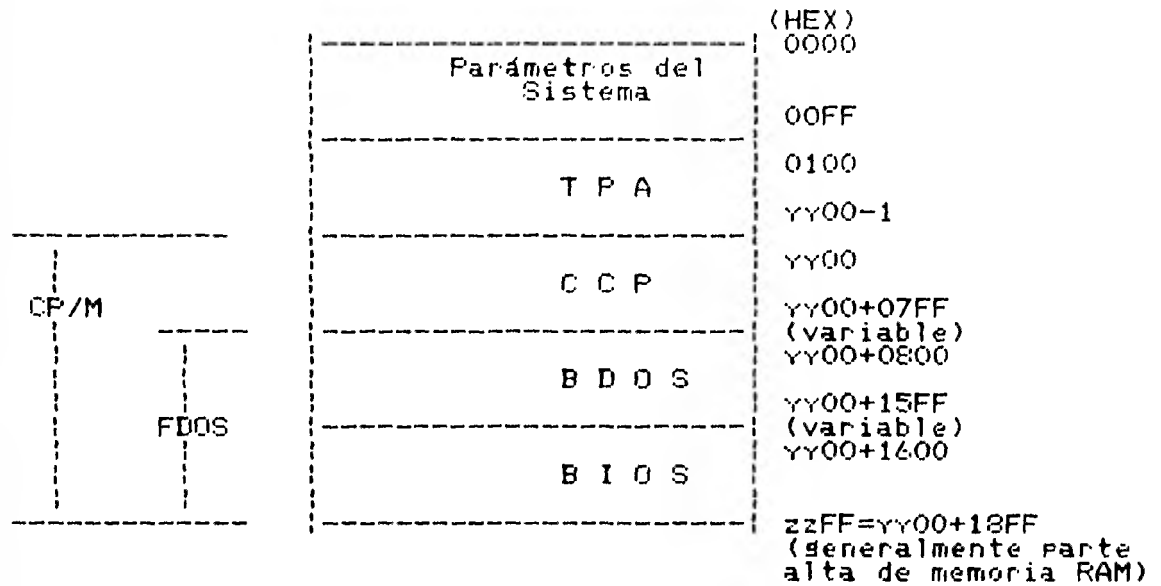 (HEX)
0000
Parámetros del
Sistema
00FF
0100
T P A
YY00-1
YY00
C C P
CP/M
YY00+07FF
(variable)
YY00+0800
B D O S
YY00+15FF
FDOS
(variable)
YY00+1600
B I O S
zzFF=YY00+18FF
(generalmente parte
alta de memoria RAM)